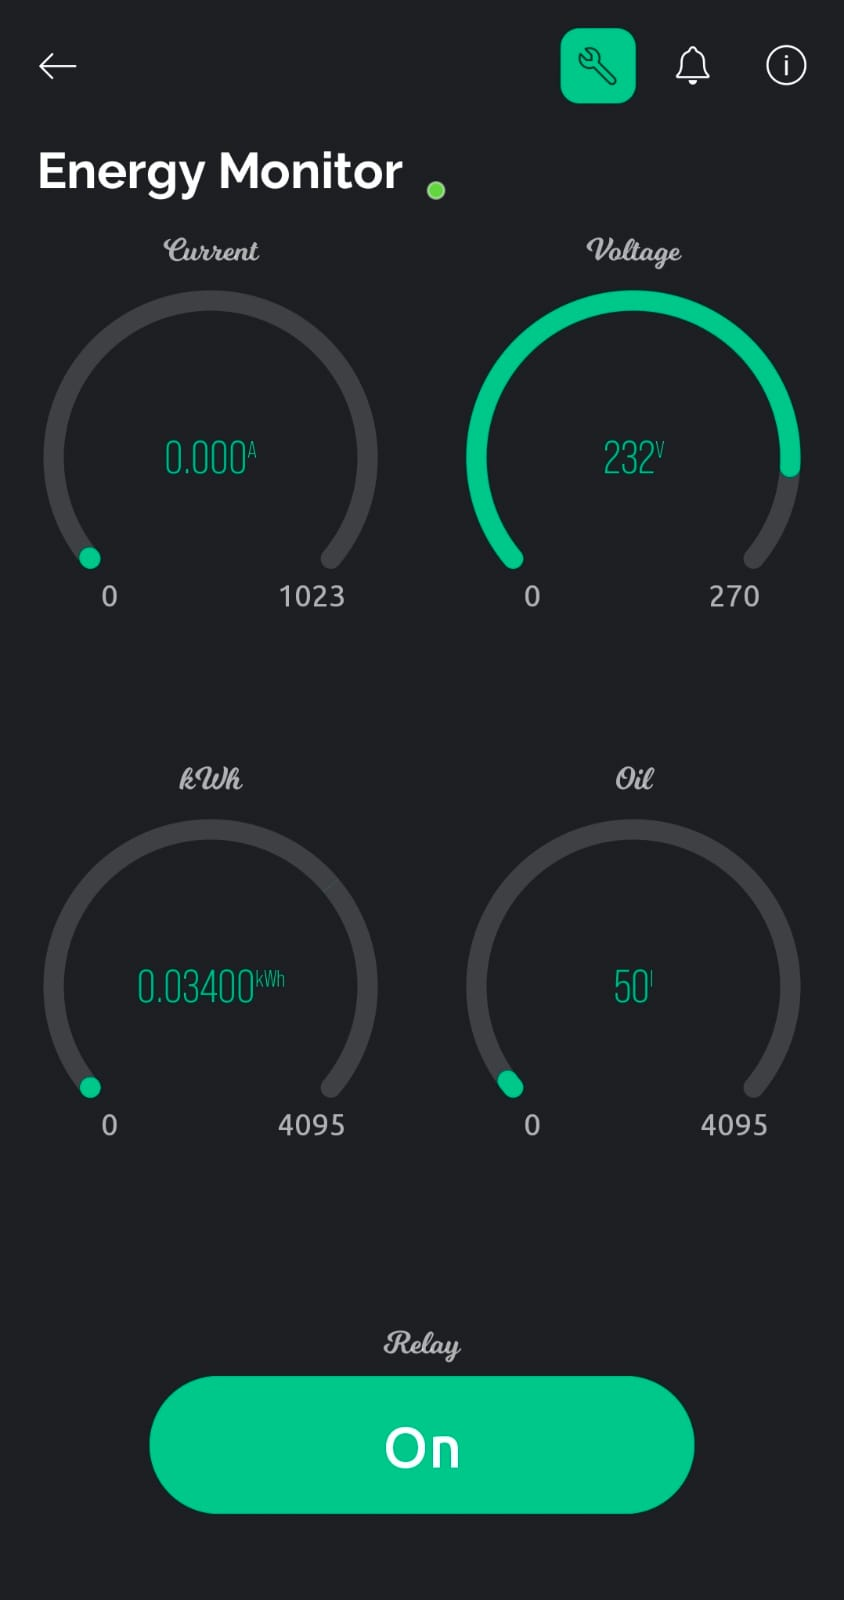 Energy Monitor
Current Voltage
0.000A 232V
0 1023 0 270
kWh Oil
0.03400kWh 50l
0 4095 0 4095
Relay
On